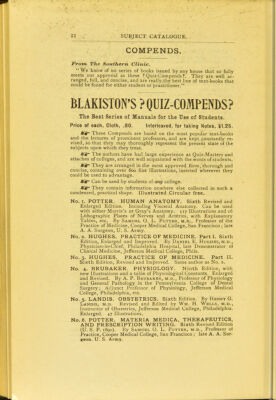 22 SUBJECT CATALOGUE.
COMPENDS.
From The Southern Clinic.
"We know of no series of books issued by any house that so fully
meets our approval as these ? Quiz-Compends ?. They are well ar-
ranged, full, and concise, and are really the best line of text-books that
could be found for either student or practitioner."
BLAKISTON'S ? QUIZ-COMPENDS?
The Best Series of Manuals for the Use of Students.
Price of each, Cloth, .80. Interleaved, for taking Notes, $1.25.
These Compends are based on the most popular text-books
and the lectures of prominent professors, and are kept constantly re-
vised, so that they may thoroughly represent the present state of the
subjects upon which they treat.
The authors have had large experience as Quiz-Masters and
attaches of colleges, and are well acquainted with the wants of students.
They are arranged in the most approved form, thorough and
concise, containing over 600 fine illustrations, inserted wherever they
could be used to advantage.
Can be used by students of any college.
They contain information nowhere else collected in such a
condensed, practical shape. Illustrated Circular free.
No. 1. POTTER. HUMAN ANATOMY. Sixth Revised and
Enlarged Edition. Including Visceral Anatomy. Can be used
with either Morris's or Gray's Anatomy. 117 Illustrations and 16
Lithographic Plates of Nerves and Arteries, with Explanatory
Tables, etc. By SAMUEL O. L. POTTER, M.D., Professor of the
Practice of Medicine, Cooper Medical College, San Francisco; late
A. A. Surgeon, U. S. Army.
No. 2. HUGHES. PRACTICE OF MEDICINE. Part I. Sixth
Edition, Enlarged and Improved. By DANIEL E. HUGHES, M.D.,
Physician-in-Chief, Philadelphia Hospital, late Demonstrator of
Clinical Medicine, Jefferson Medical College, Phila.
No. 3. HUGHES. PRACTICE OF MEDICINE. Part II.
Sixth Edition, Revised and Improved. Same author as No. 2.
No. 4. BRUBAKER. PHYSIOLOGY. Ninth Edition, with
new Illustrations and a table of Physiological Constants. Enlarged
and Revised. By A. P. BRUBAKER, M.D., Professor of Physiology
and General Pathology in the Pennsylvania College of Dental
Surgery; Adjunct Professor of Physiology, Jefferson Medical
College, Philadelphia, etc.
No. 5. LANDIS. OBSTETRICS. Sixth Edition. By HENRY G.
LANDIS, M.D. Revised and Edited by WM. H. WELLS, M.D.,
Instructor of Obstetrics, Jefferson Medical College, Philadelphia.
Enlarged. 47 Illustrations.
No. 6. POTTER. MATERIA MEDICA, THERAPEUTICS,
AND PRESCRIPTION WRITING. Sixth Revised Edition
(U. S. P. 1890). By SAMUEL O. L. POTTER, M.D., Professor of
Practice, Cooper Medical College, San Francisco; late A. A. Sur-
geon, U. S. Army.